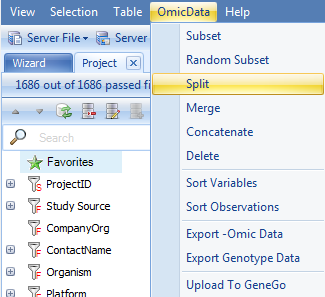 View Selection Table OmicData Help
Server File Server
Wizard Project
1686 out of 1686 passed fi
Search
Favorites
ProjectID
Study Source
CompanyOrg
ContactName
Organism
Platform
Subset
Random Subset
Split
Merge
Concatenate
Delete
Sort Variables
Sort Observations
Export -Omic Data
Export Genotype Data
Upload To GeneGo